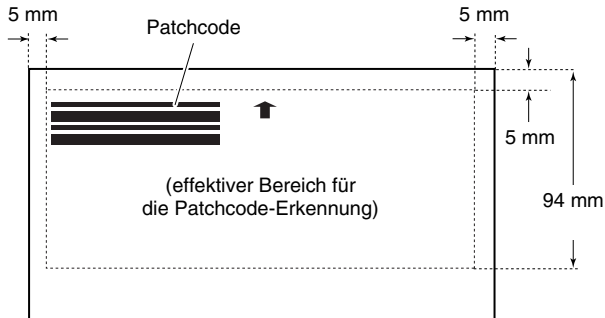 5 mm
Patchcode
5 mm
5 mm
(effektiver Bereich für
die Patchcode-Erkennung)
94 mm